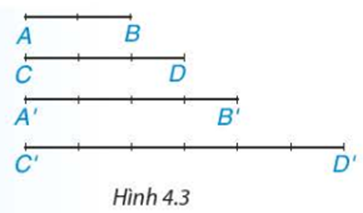 A B
C D
A' B'
C' D'
Hình 4.3